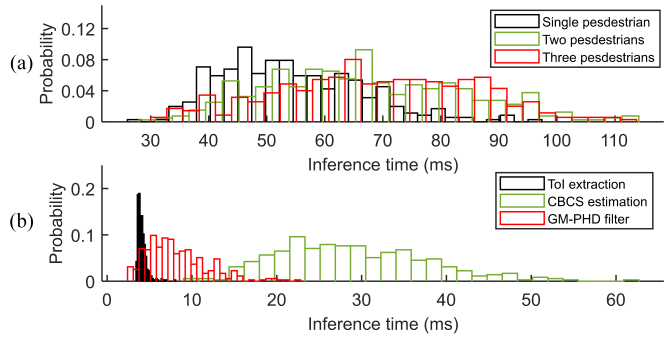 (a)
Probability
0.12
0.08
0.04
0
Single pesdestrian
Two pesdestrians
Three pesdestrians
30 40 50 60 70 80 90 100 110
Inference time (ms)
(b)
Probability
0.2
0.1
0
ToI extraction
CBCS estimation
GM-PHD filter
0 10 20 30 40 50 60
Inference time (ms)